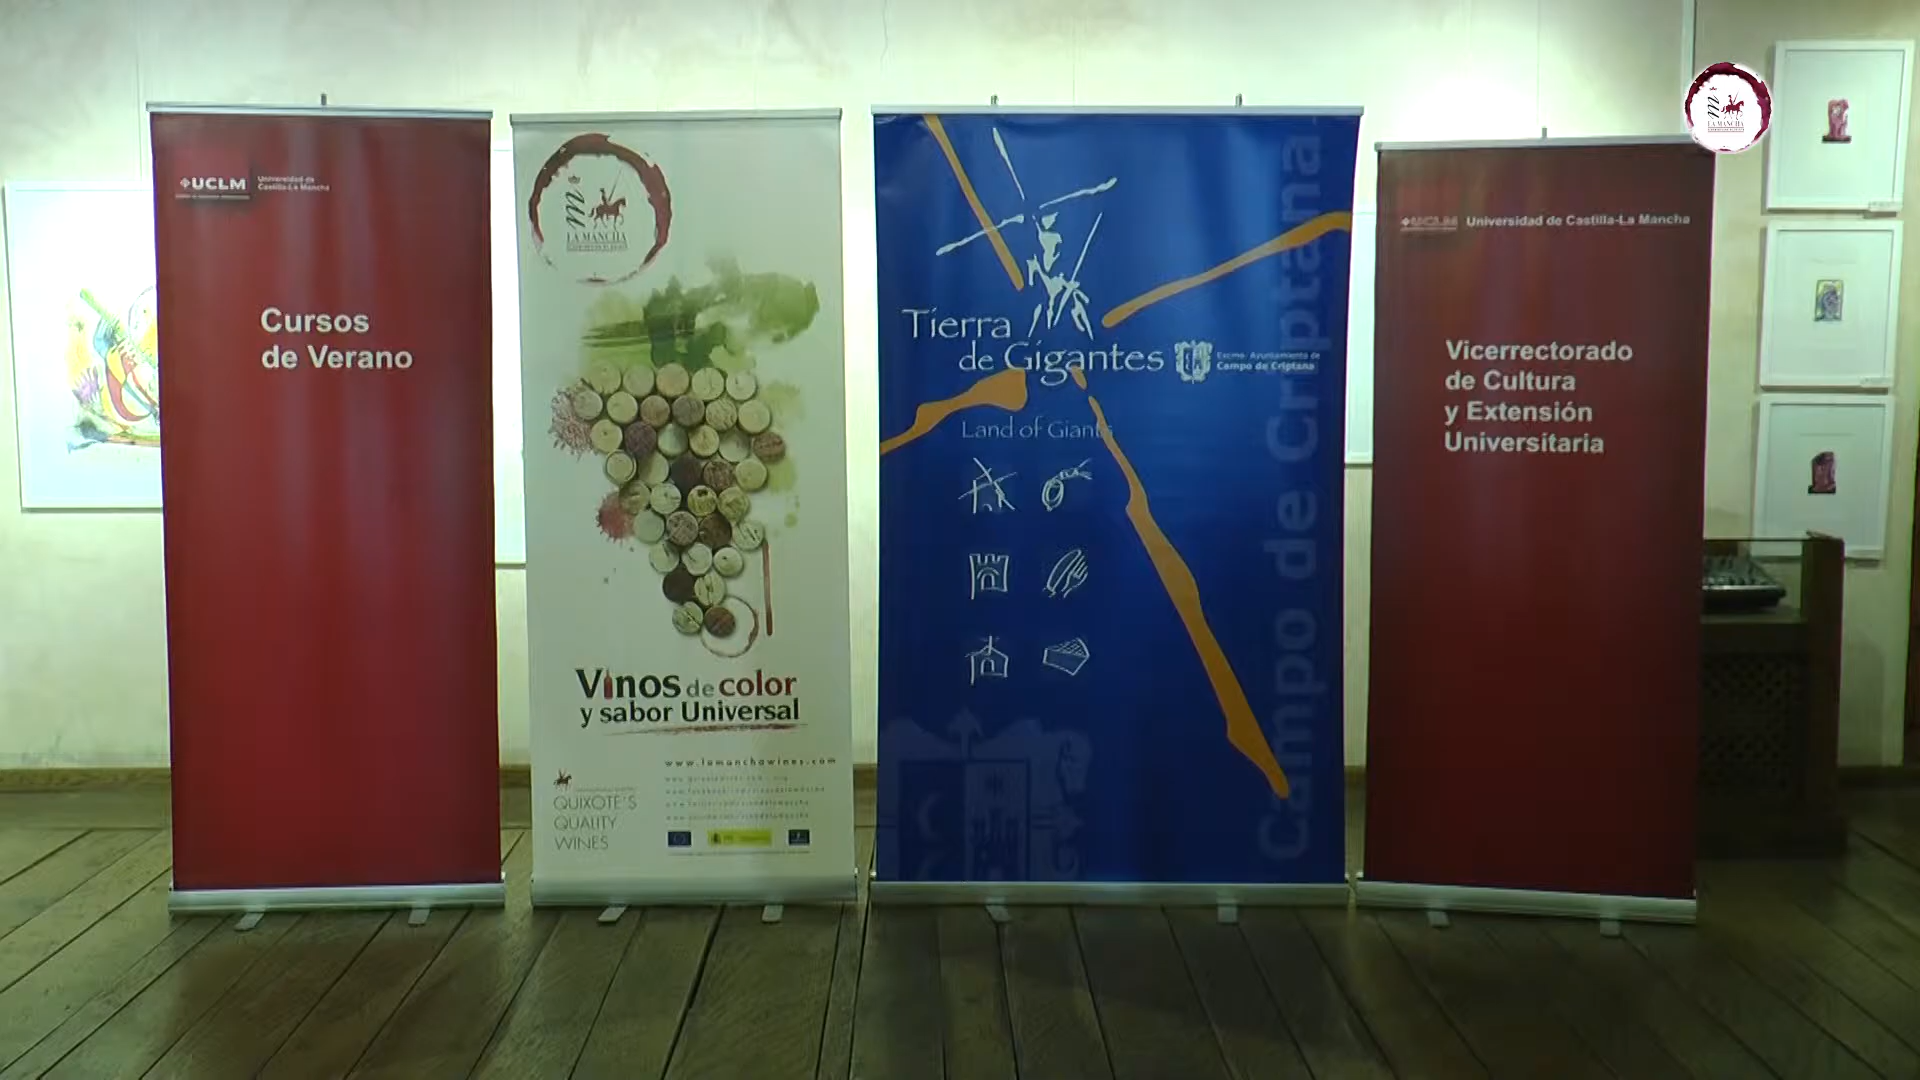 UCLM
Universidad de
Castilla-La Mancha
Cursos
de Verano
m
LA MANCHA
Vinos de color
y sabor Universal
www.lamanchawines.com
QUIXOTE'S
QUALITY
WINES
Tierra
de Gigantes
Excmo. Ayuntamiento de
Campo de Criptana
Land of Giants
Campo de Criptana
UCLM Universidad de Castilla-La Mancha
Vicerrectorado
de Cultura
y Extensión
Universitaria
m
LA MANCHA